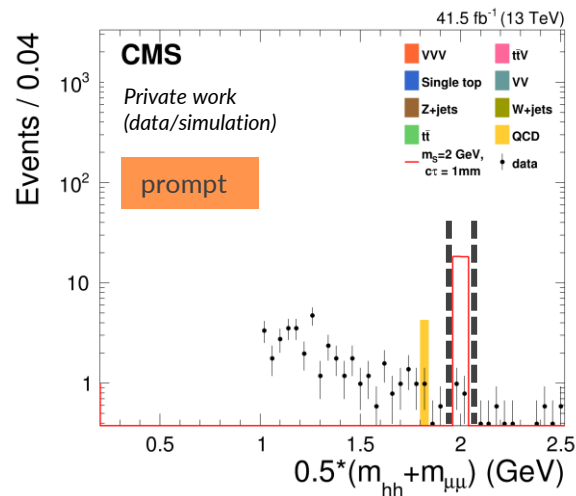 41.5 fb⁻¹ (13 TeV)
CMS
Private work
(data/simulation)
prompt
VVV
tt̄V
Single top
VV
Z+jets
W+jets
tt̄
QCD
m_S=2 GeV,
cτ = 1mm
data
Events / 0.04
10³
10²
10
1
0.5
1
1.5
2
2.5
0.5*(m_hh+m_μμ) (GeV)